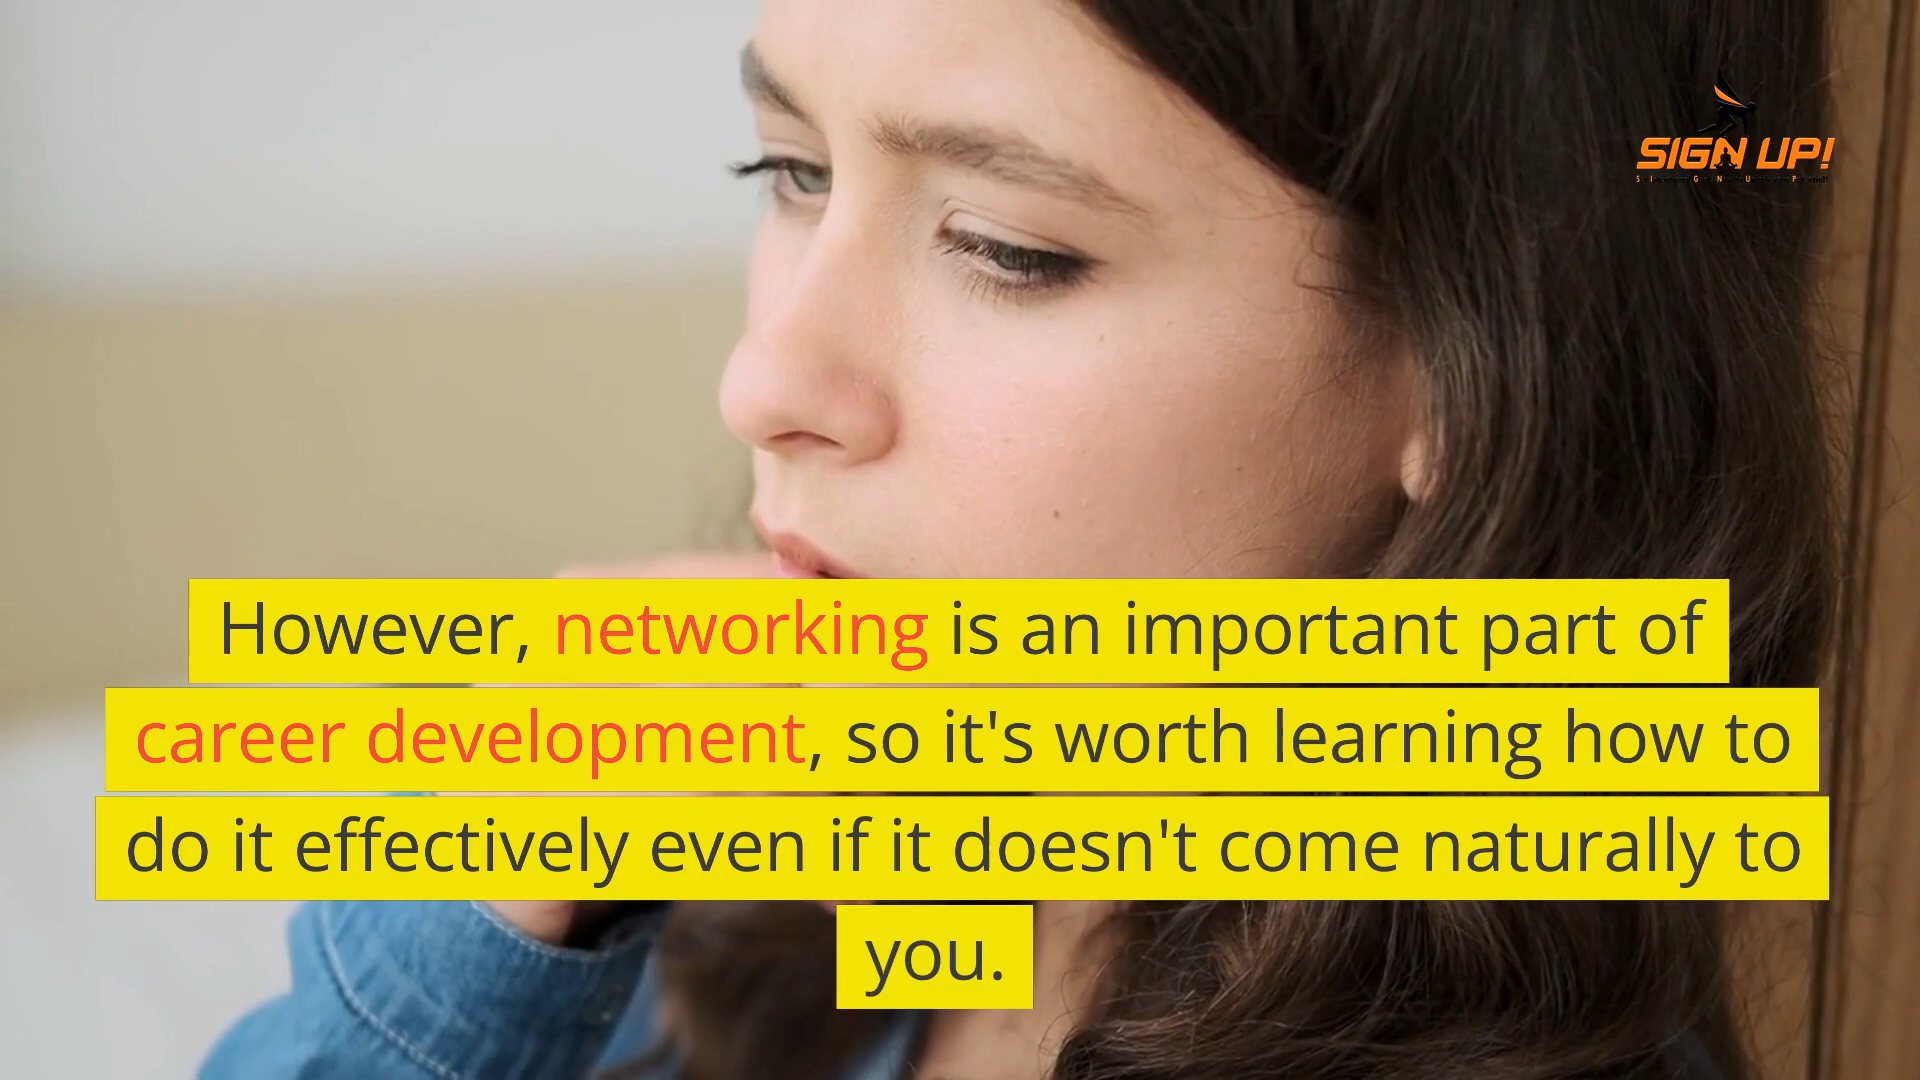 SIGN UP!
However, networking is an important part of
career development, so it's worth learning how to
do it effectively even if it doesn't come naturally to
you.